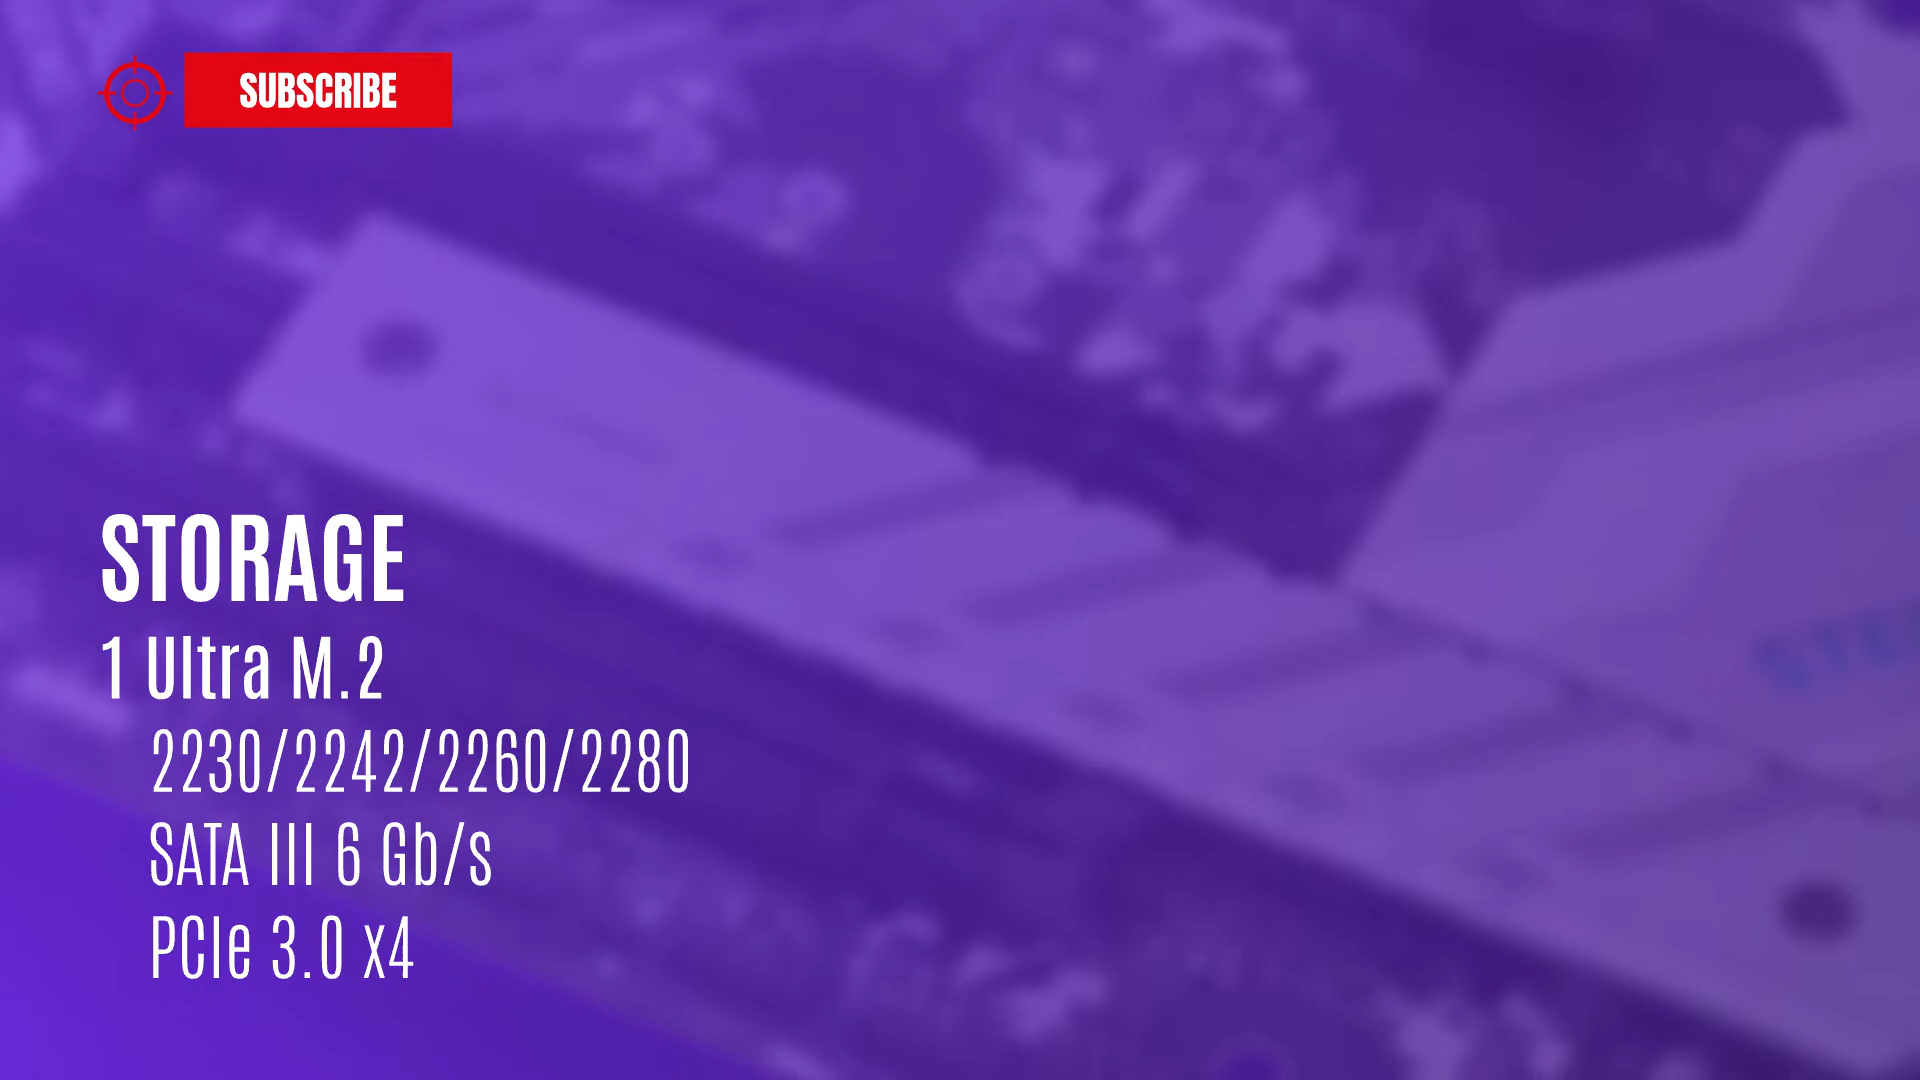 SUBSCRIBE
STORAGE
1 Ultra M.2
2230/2242/2260/2280
SATA III 6 Gb/s
PCIe 3.0 x4